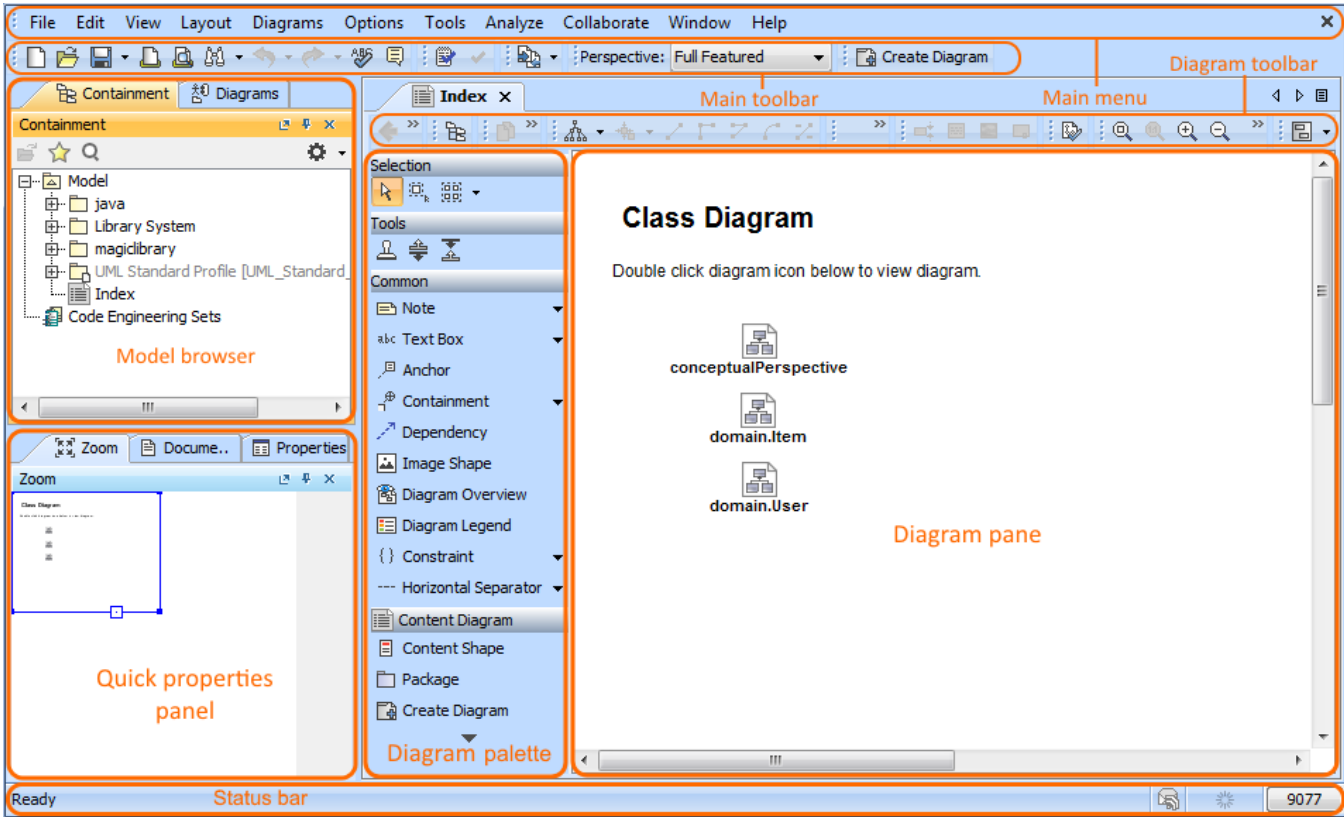 File Edit View Layout Diagrams Options Tools Analyze Collaborate Window Help
Perspective: Full Featured Create Diagram
Diagram toolbar
Main toolbar
Main menu
Containment Diagrams
Containment
Model
java
Library System
magiclibrary
UML Standard Profile [UML_Standard_
Index
Code Engineering Sets
Model browser
Zoom Docume.. Properties
Zoom
Class Diagram
Quick properties
panel
Index
Selection
Tools
Common
Note
abc Text Box
Anchor
Containment
Dependency
Image Shape
Diagram Overview
Diagram Legend
{ } Constraint
Horizontal Separator
Content Diagram
Content Shape
Package
Create Diagram
Diagram palette
Class Diagram
Double click diagram icon below to view diagram.
conceptualPerspective
domain.Item
domain.User
Diagram pane
Ready
Status bar
9077